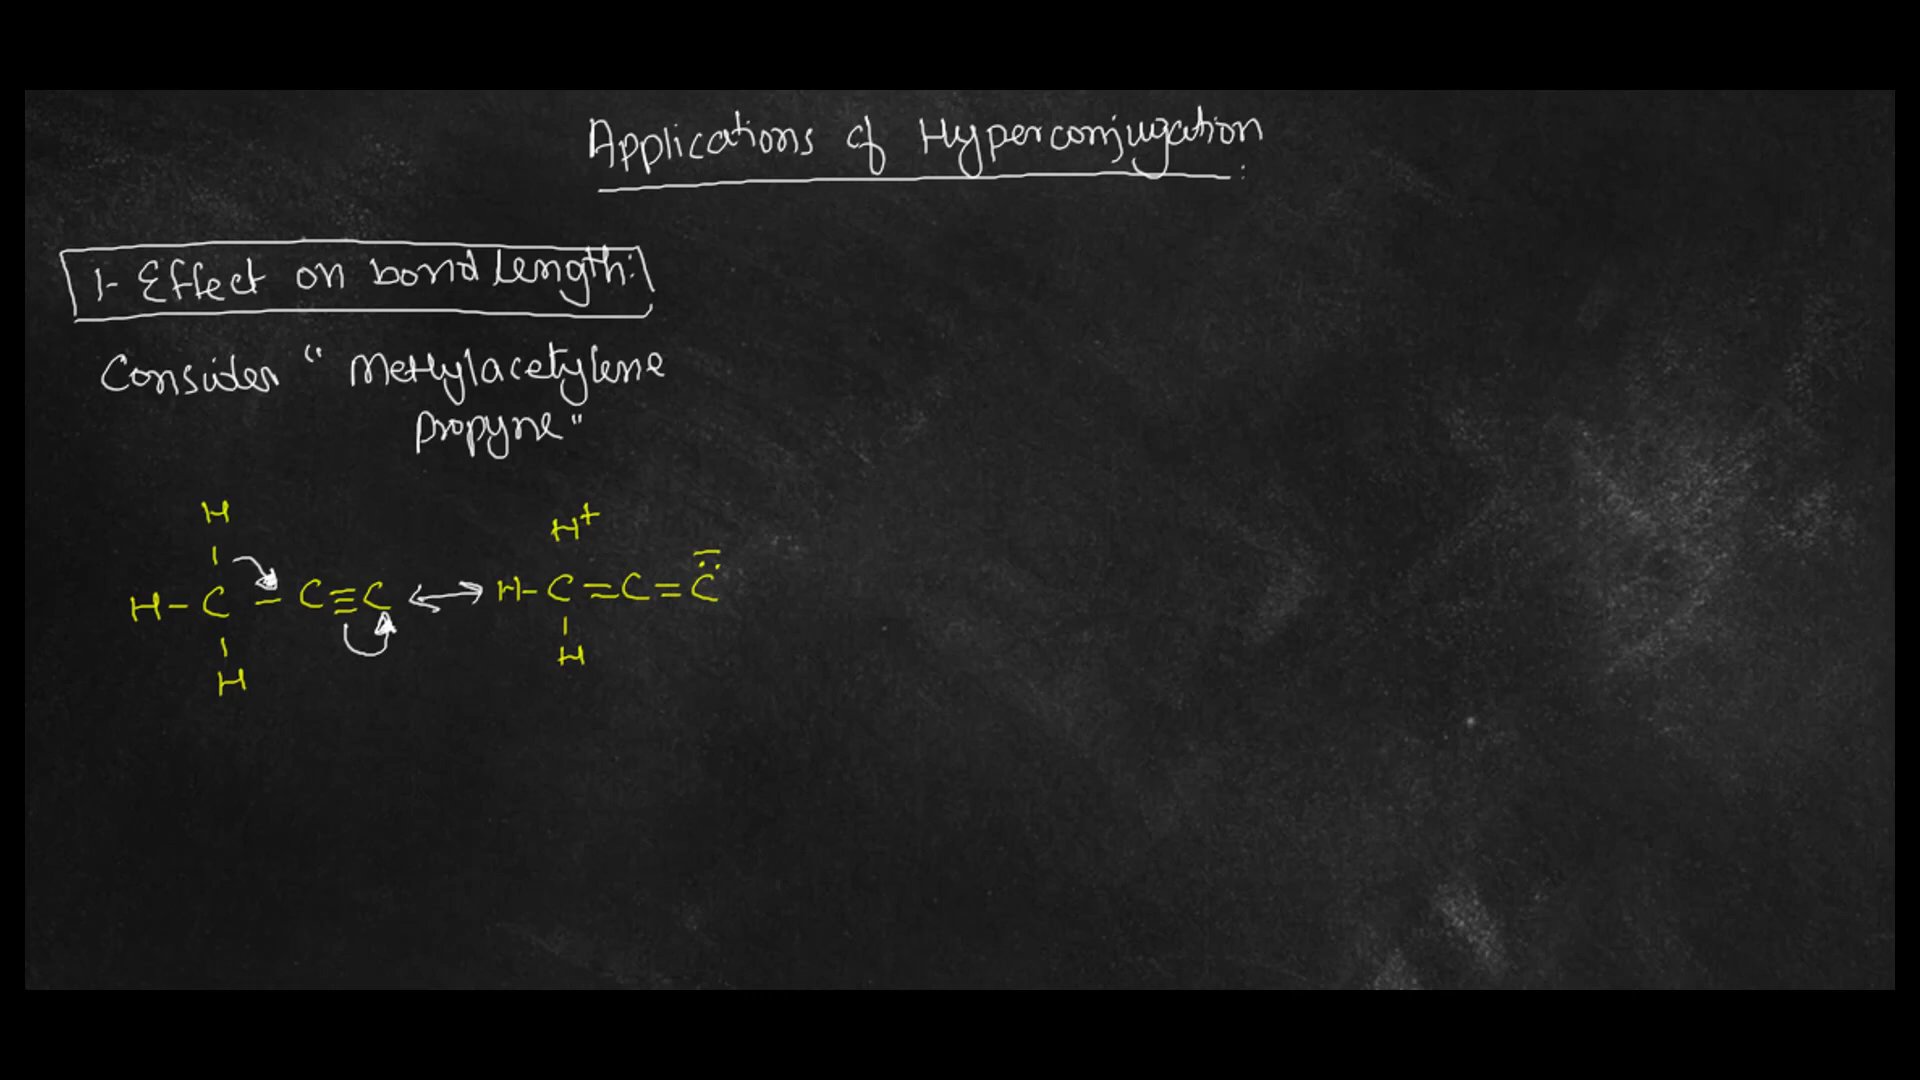 Applications of Hyperconjugation:
1- Effect on bond Length:
Consider " Methylacetylene
propyne"
H
H - C - C ≡ C ⟷ H - C = C = C̈⁻
H
H+
H